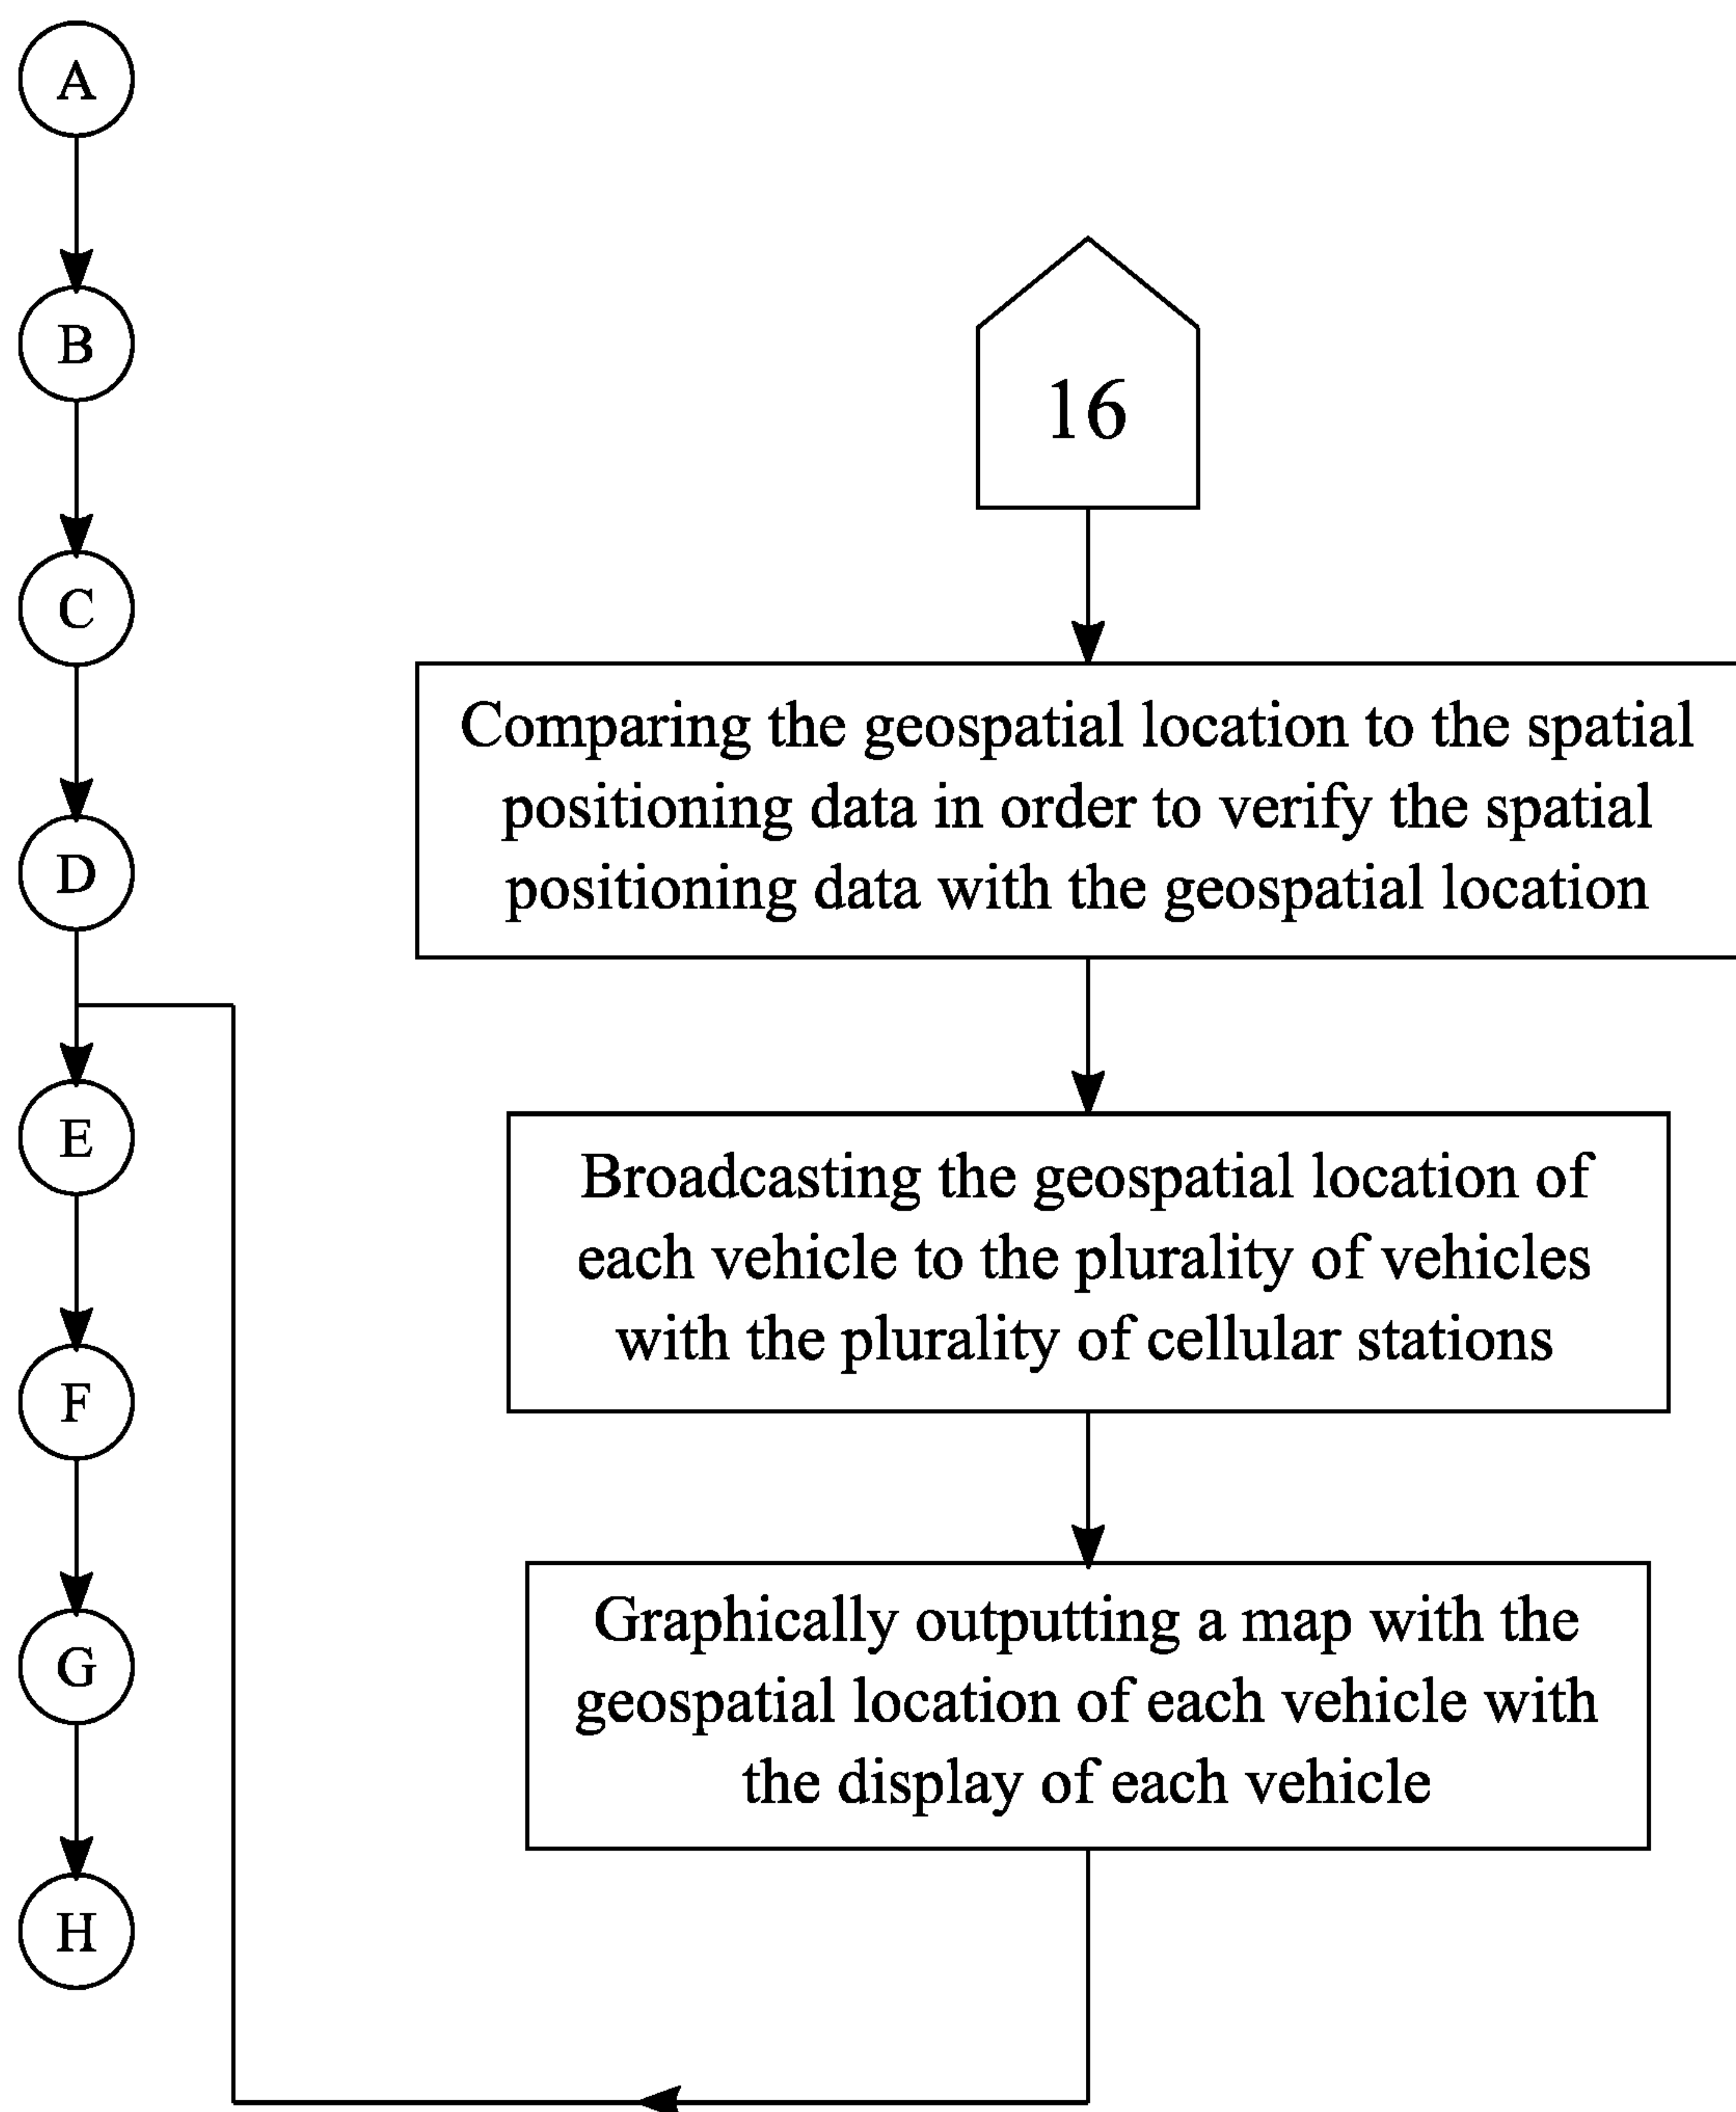 A
B
C
D
E
F
G
H
16
Comparing the geospatial location to the spatial
positioning data in order to verify the spatial
positioning data with the geospatial location
Broadcasting the geospatial location of
each vehicle to the plurality of vehicles
with the plurality of cellular stations
Graphically outputting a map with the
geospatial location of each vehicle with
the display of each vehicle